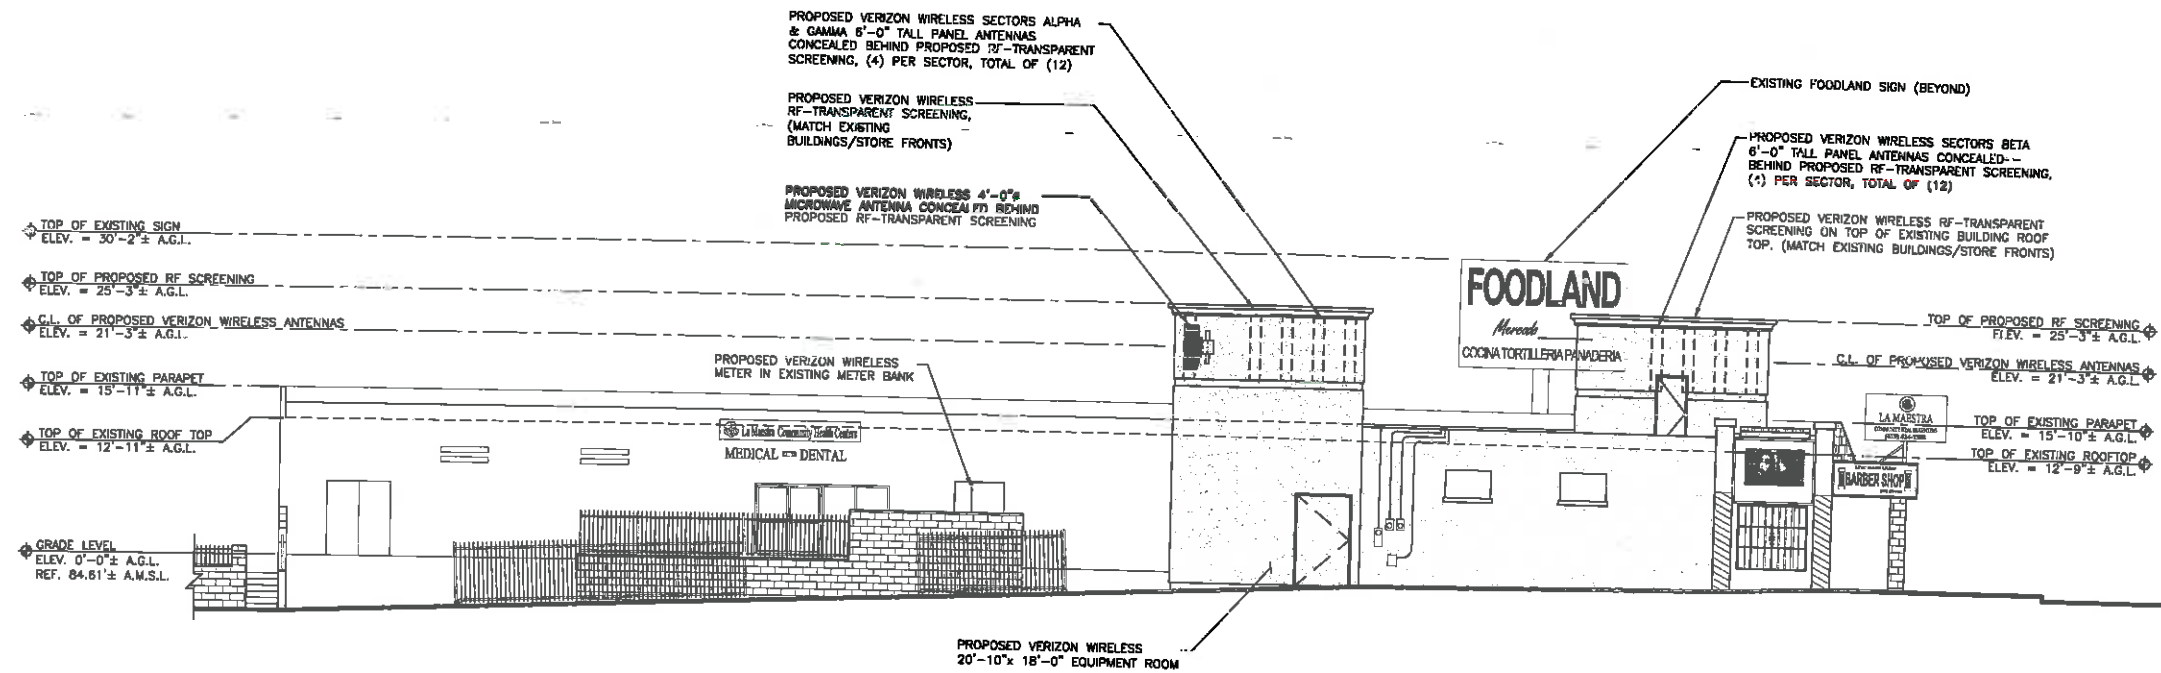 PROPOSED VERIZON WIRELESS SECTORS ALPHA
& GAMMA 6'-0" TALL PANEL ANTENNAS
CONCEALED BEHIND PROPOSED RF-TRANSPARENT
SCREENING, (4) PER SECTOR, TOTAL OF (12)
PROPOSED VERIZON WIRELESS
RF-TRANSPARENT SCREENING,
(MATCH EXISTING
BUILDINGS/STORE FRONTS)
PROPOSED VERIZON WIRELESS 4'-0"ø
MICROWAVE ANTENNA CONCEALED BEHIND
PROPOSED RF-TRANSPARENT SCREENING
EXISTING FOODLAND SIGN (BEYOND)
PROPOSED VERIZON WIRELESS SECTORS BETA
6'-0" TALL PANEL ANTENNAS CONCEALED
BEHIND PROPOSED RF-TRANSPARENT SCREENING,
(4) PER SECTOR, TOTAL OF (12)
PROPOSED VERIZON WIRELESS RF-TRANSPARENT
SCREENING ON TOP OF EXISTING BUILDING ROOF
TOP. (MATCH EXISTING BUILDINGS/STORE FRONTS)
TOP OF EXISTING SIGN
ELEV. = 30'-2"± A.G.L.
TOP OF PROPOSED RF SCREENING
ELEV. = 25'-3"± A.G.L.
C.L. OF PROPOSED VERIZON WIRELESS ANTENNAS
ELEV. = 21'-3"± A.G.L.
TOP OF EXISTING PARAPET
ELEV. = 15'-11"± A.G.L.
TOP OF EXISTING ROOF TOP
ELEV. = 12'-11"± A.G.L.
GRADE LEVEL
ELEV. 0'-0"± A.G.L.
REF. 84.61'± A.M.S.L.
PROPOSED VERIZON WIRELESS
METER IN EXISTING METER BANK
La Maestra Community Health Centers
MEDICAL DENTAL
FOODLAND
Mercado
COCINA TORTILLERIA PANADERIA
TOP OF PROPOSED RF SCREENING
ELEV. = 25'-3"± A.G.L.
C.L. OF PROPOSED VERIZON WIRELESS ANTENNAS
ELEV. = 21'-3"± A.G.L.
TOP OF EXISTING PARAPET
ELEV. = 15'-10"± A.G.L.
TOP OF EXISTING ROOFTOP
ELEV. = 12'-9"± A.G.L.
LA MAESTRA
BARBER SHOP
PROPOSED VERIZON WIRELESS
20'-10"x 18'-0" EQUIPMENT ROOM